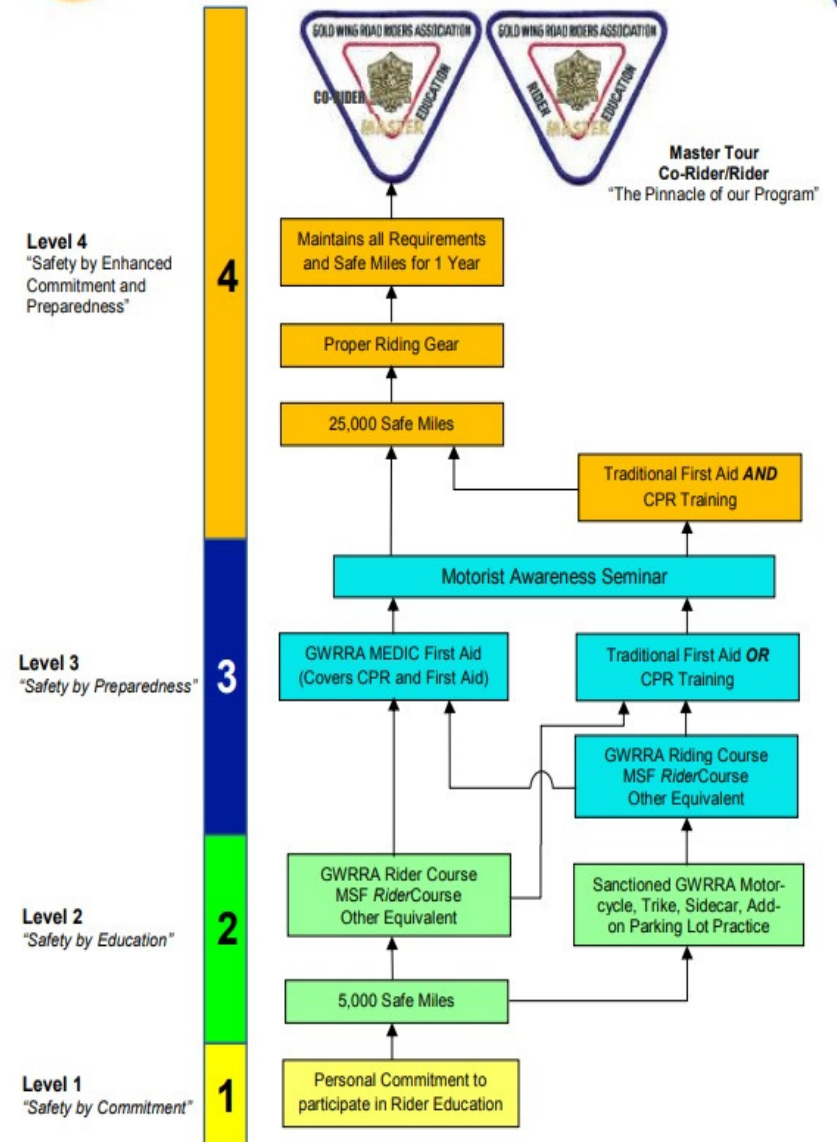 GOLD WING ROAD RIDERS ASSOCIATION
CO-RIDER
EDUCATION
MASTER
GOLD WING ROAD RIDERS ASSOCIATION
RIDER
EDUCATION
MASTER
Master Tour
Co-Rider/Rider
"The Pinnacle of our Program"
Level 4
"Safety by Enhanced
Commitment and
Preparedness"
4
Maintains all Requirements
and Safe Miles for 1 Year
Proper Riding Gear
25,000 Safe Miles
Traditional First Aid AND
CPR Training
Motorist Awareness Seminar
Level 3
"Safety by Preparedness"
3
GWRRA MEDIC First Aid
(Covers CPR and First Aid)
Traditional First Aid OR
CPR Training
GWRRA Riding Course
MSF RiderCourse
Other Equivalent
Level 2
"Safety by Education"
2
GWRRA Rider Course
MSF RiderCourse
Other Equivalent
Sanctioned GWRRA Motor-
cycle, Trike, Sidecar, Add-
on Parking Lot Practice
5,000 Safe Miles
Level 1
"Safety by Commitment"
1
Personal Commitment to
participate in Rider Education